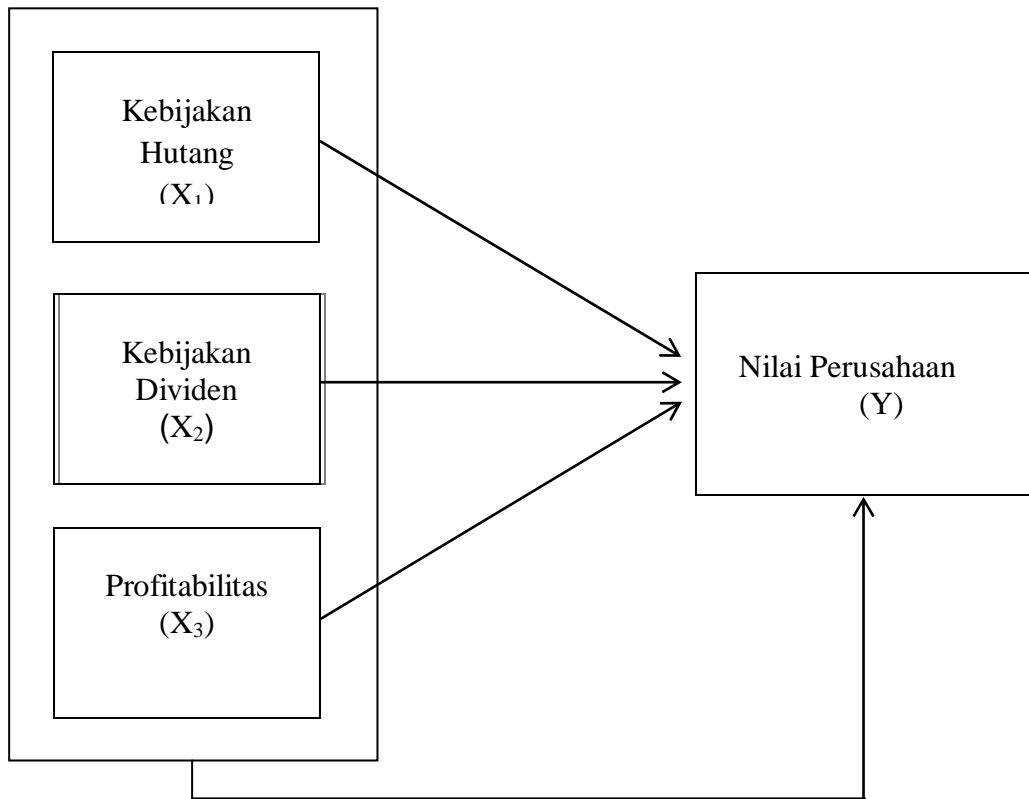 Kebijakan
Hutang
(X₁)
Kebijakan
Dividen
(X₂)
Profitabilitas
(X₃)
Nilai Perusahaan
(Y)